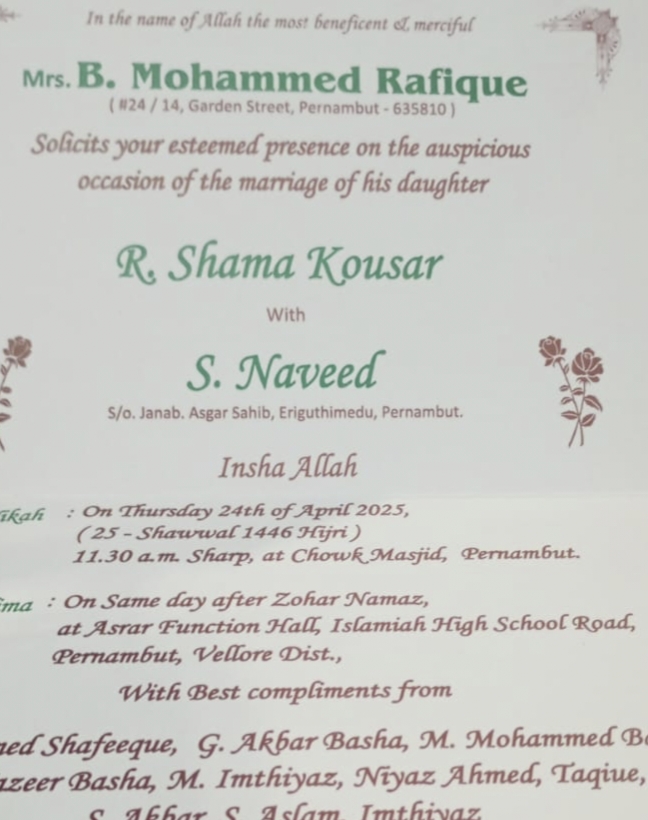 In the name of Allah the most beneficent & merciful
Mrs. B. Mohammed Rafique
( #24 / 14, Garden Street, Pernambut - 635810 )
Solicits your esteemed presence on the auspicious
occasion of the marriage of his daughter
R. Shama Kousar
With
S. Naveed
S/o. Janab. Asgar Sahib, Eriguthimedu, Pernambut.
Insha Allah
: On Thursday 24th of April 2025,
( 25 - Shawwal 1446 Hijri )
11.30 a.m. Sharp, at Chowk Masjid, Pernambut.
: On Same day after Zohar Namaz,
at Asrar Function Hall, Islamiah High School Road,
Pernambut, Vellore Dist.,
With Best compliments from
Shafeeque, G. Akbar Basha, M. Mohammed
Basha, M. Imthiyaz, Niyaz Ahmed, Taqiue,
S. Akbar, S. Aslam, Imthiyaz